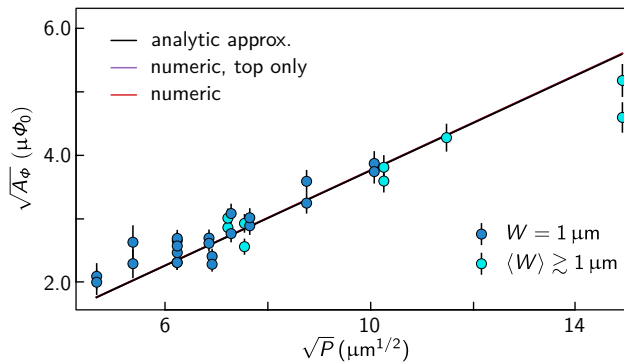 6.0
analytic approx.
numeric, top only
numeric
√A_Φ (μΦ₀)
4.0
W = 1 μm
⟨W⟩ ≳ 1 μm
2.0
6 10 14
√P (μm^1/2)